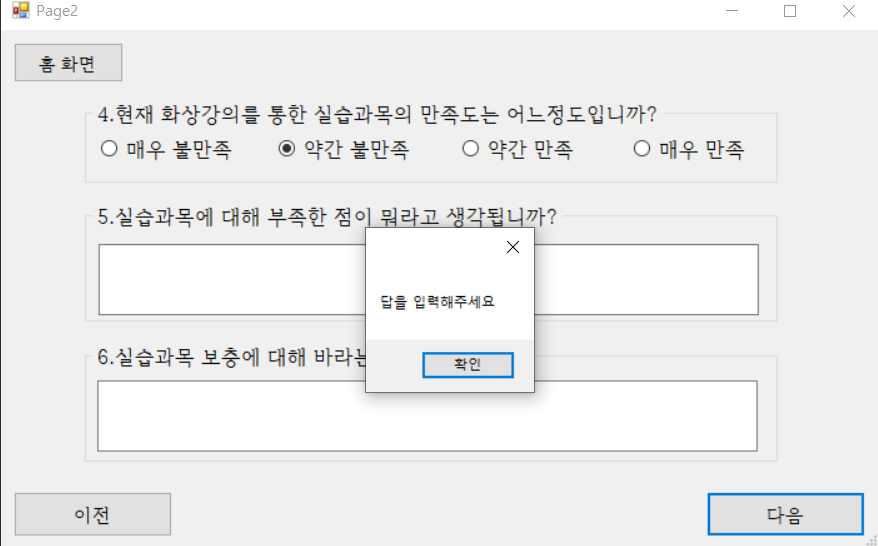 Page2
홈 화면
4.현재 화상강의를 통한 실습과목의 만족도는 어느정도입니까?
매우 불만족 약간 불만족 약간 만족 매우 만족
5.실습과목에 대해 부족한 점이 뭐라고 생각됩니까?
답을 입력해주세요
6.실습과목 보충에 대해 바라는
확인
이전 다음